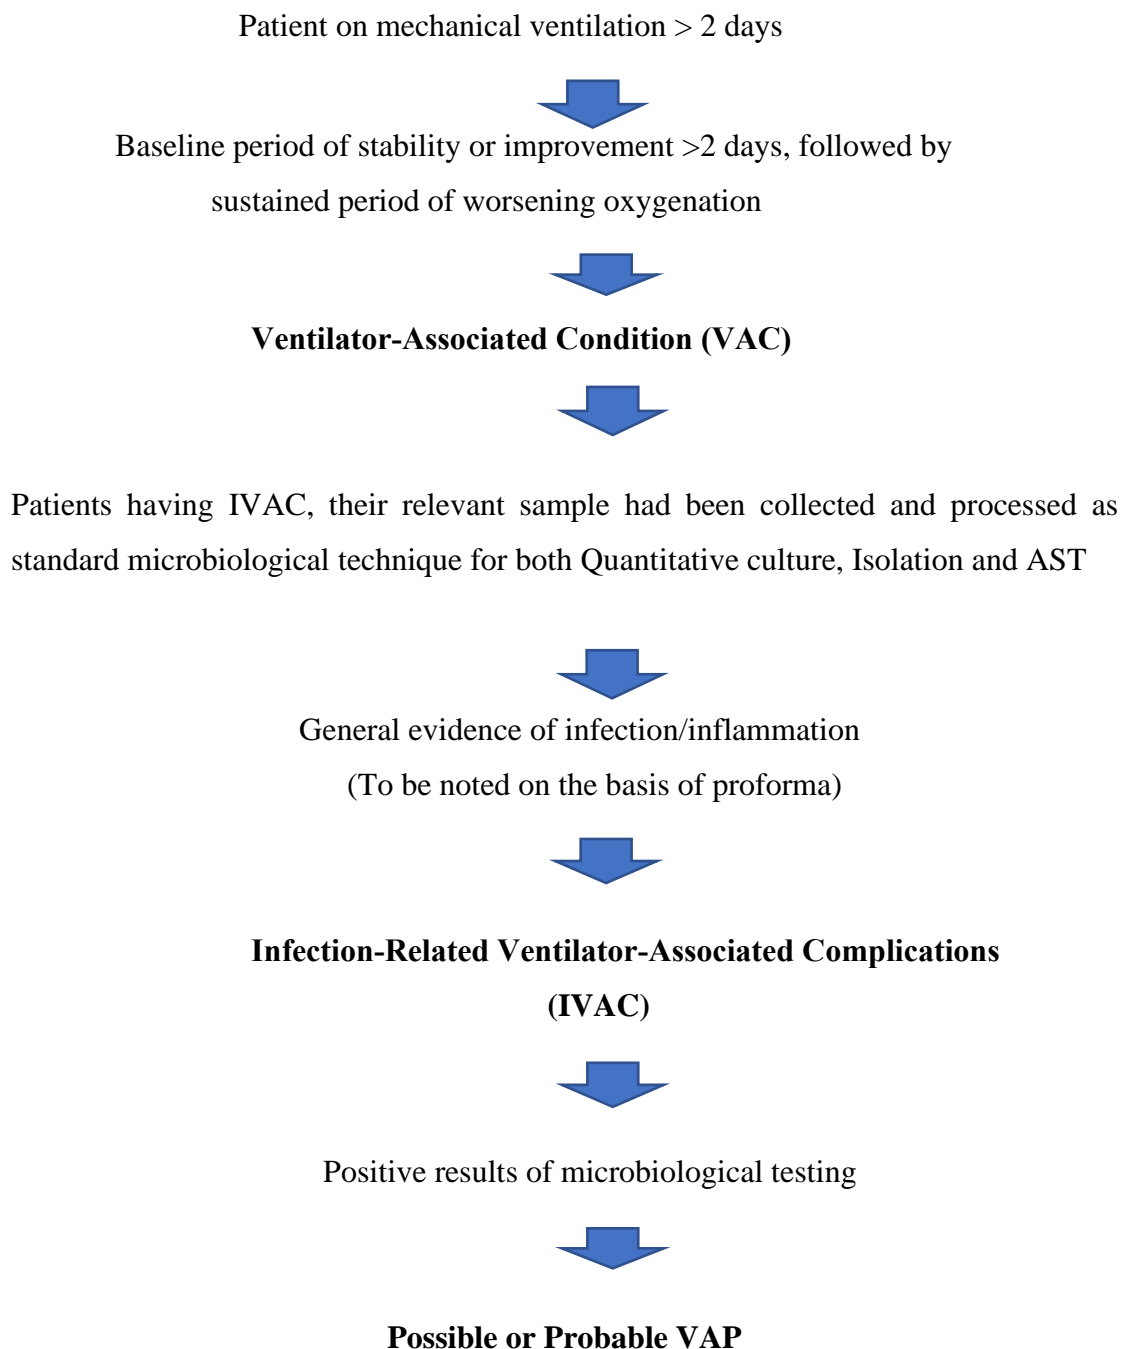 Patient on mechanical ventilation > 2 days
Baseline period of stability or improvement >2 days, followed by
sustained period of worsening oxygenation
Ventilator-Associated Condition (VAC)
Patients having IVAC, their relevant sample had been collected and processed as
standard microbiological technique for both Quantitative culture, Isolation and AST
General evidence of infection/inflammation
(To be noted on the basis of proforma)
Infection-Related Ventilator-Associated Complications
(IVAC)
Positive results of microbiological testing
Possible or Probable VAP